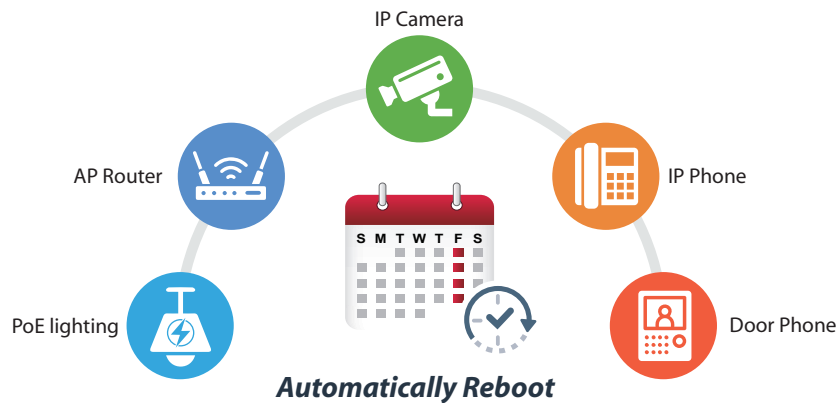 IP Camera
AP Router
IP Phone
S M T W T F S
PoE lighting
Door Phone
Automatically Reboot